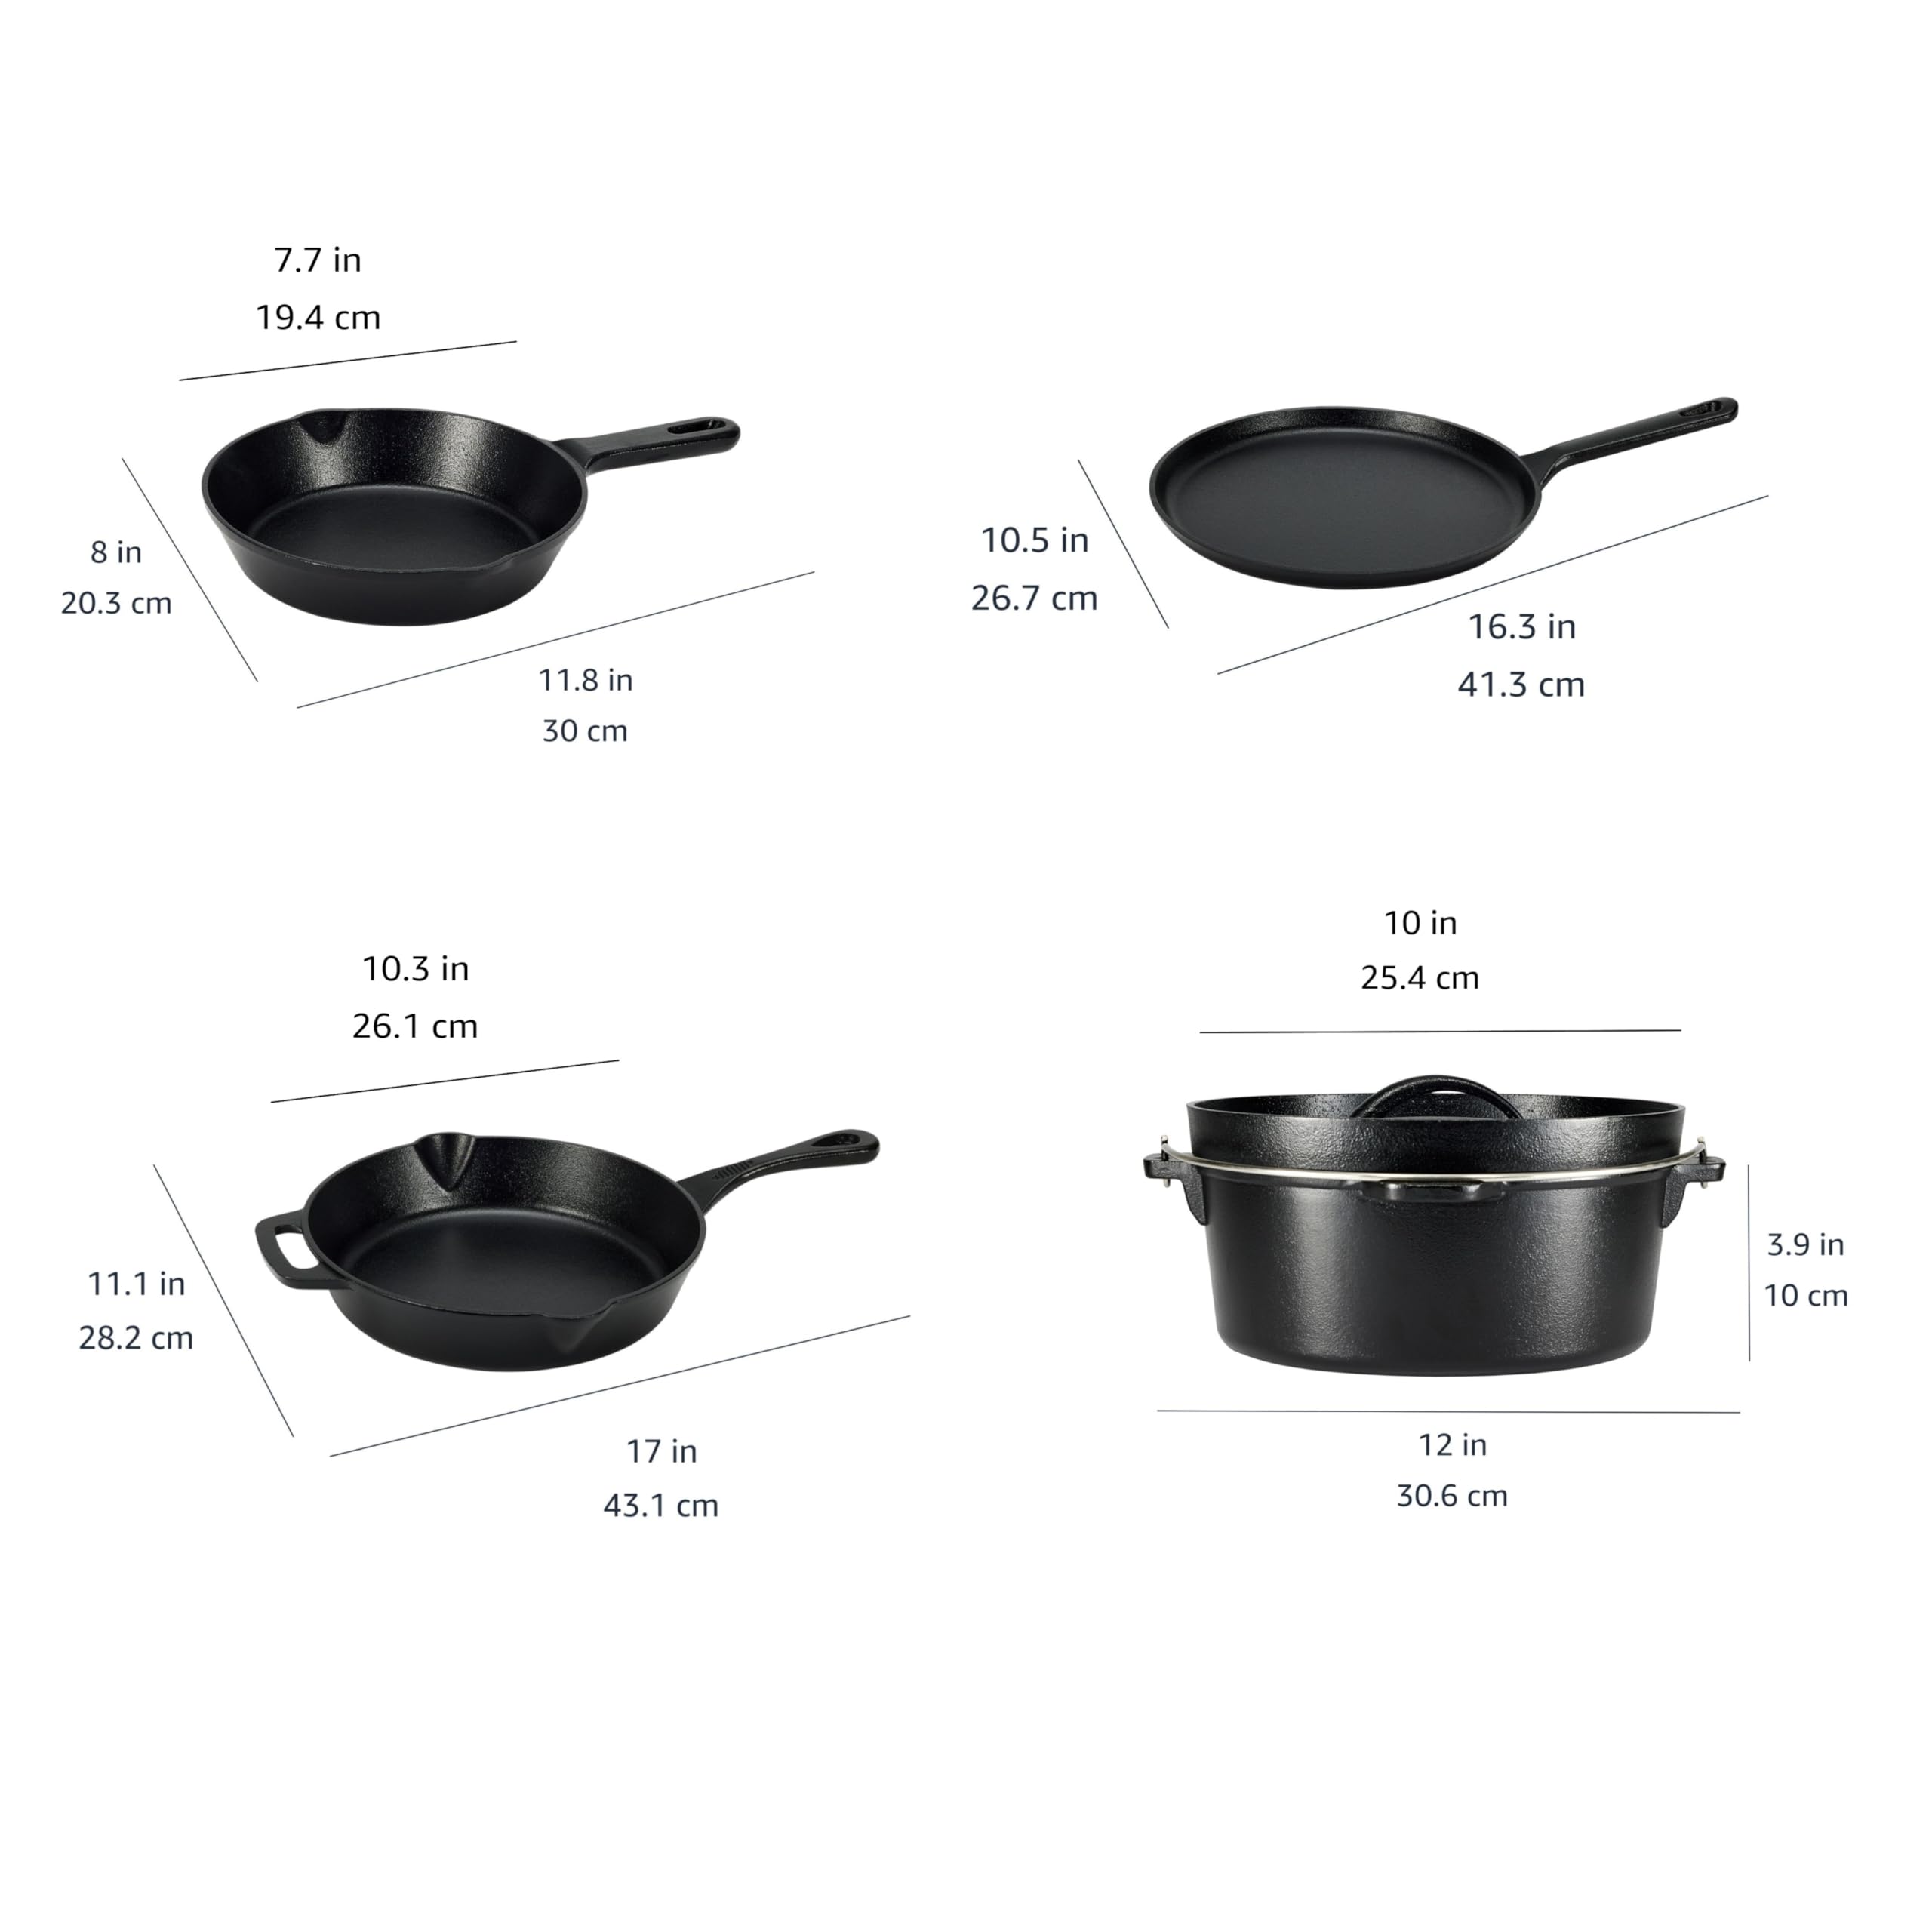 7.7 in
19.4 cm
8 in
20.3 cm
11.8 in
30 cm
10.5 in
26.7 cm
16.3 in
41.3 cm
10.3 in
26.1 cm
11.1 in
28.2 cm
17 in
43.1 cm
10 in
25.4 cm
3.9 in
10 cm
12 in
30.6 cm